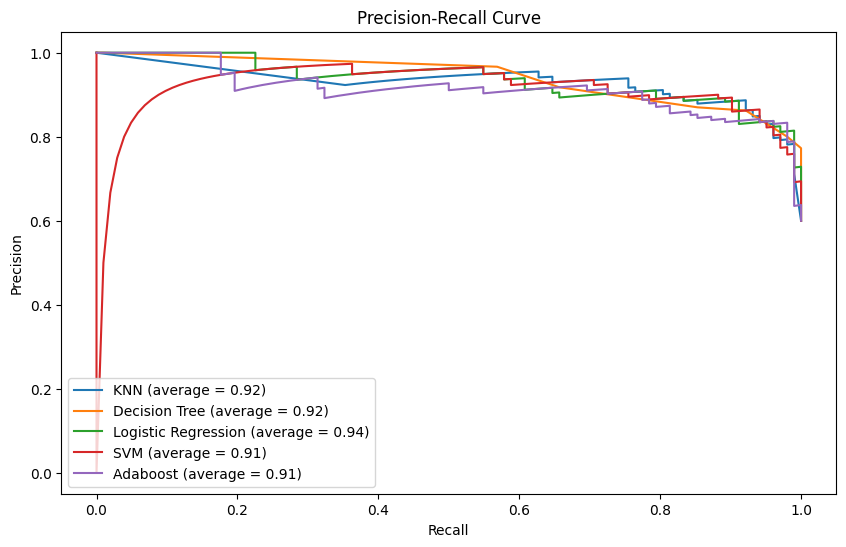 Precision-Recall Curve
1.0
0.8
0.6
0.4
0.2
0.0
Precision
KNN (average = 0.92)
Decision Tree (average = 0.92)
Logistic Regression (average = 0.94)
SVM (average = 0.91)
Adaboost (average = 0.91)
0.0 0.2 0.4 0.6 0.8 1.0
Recall